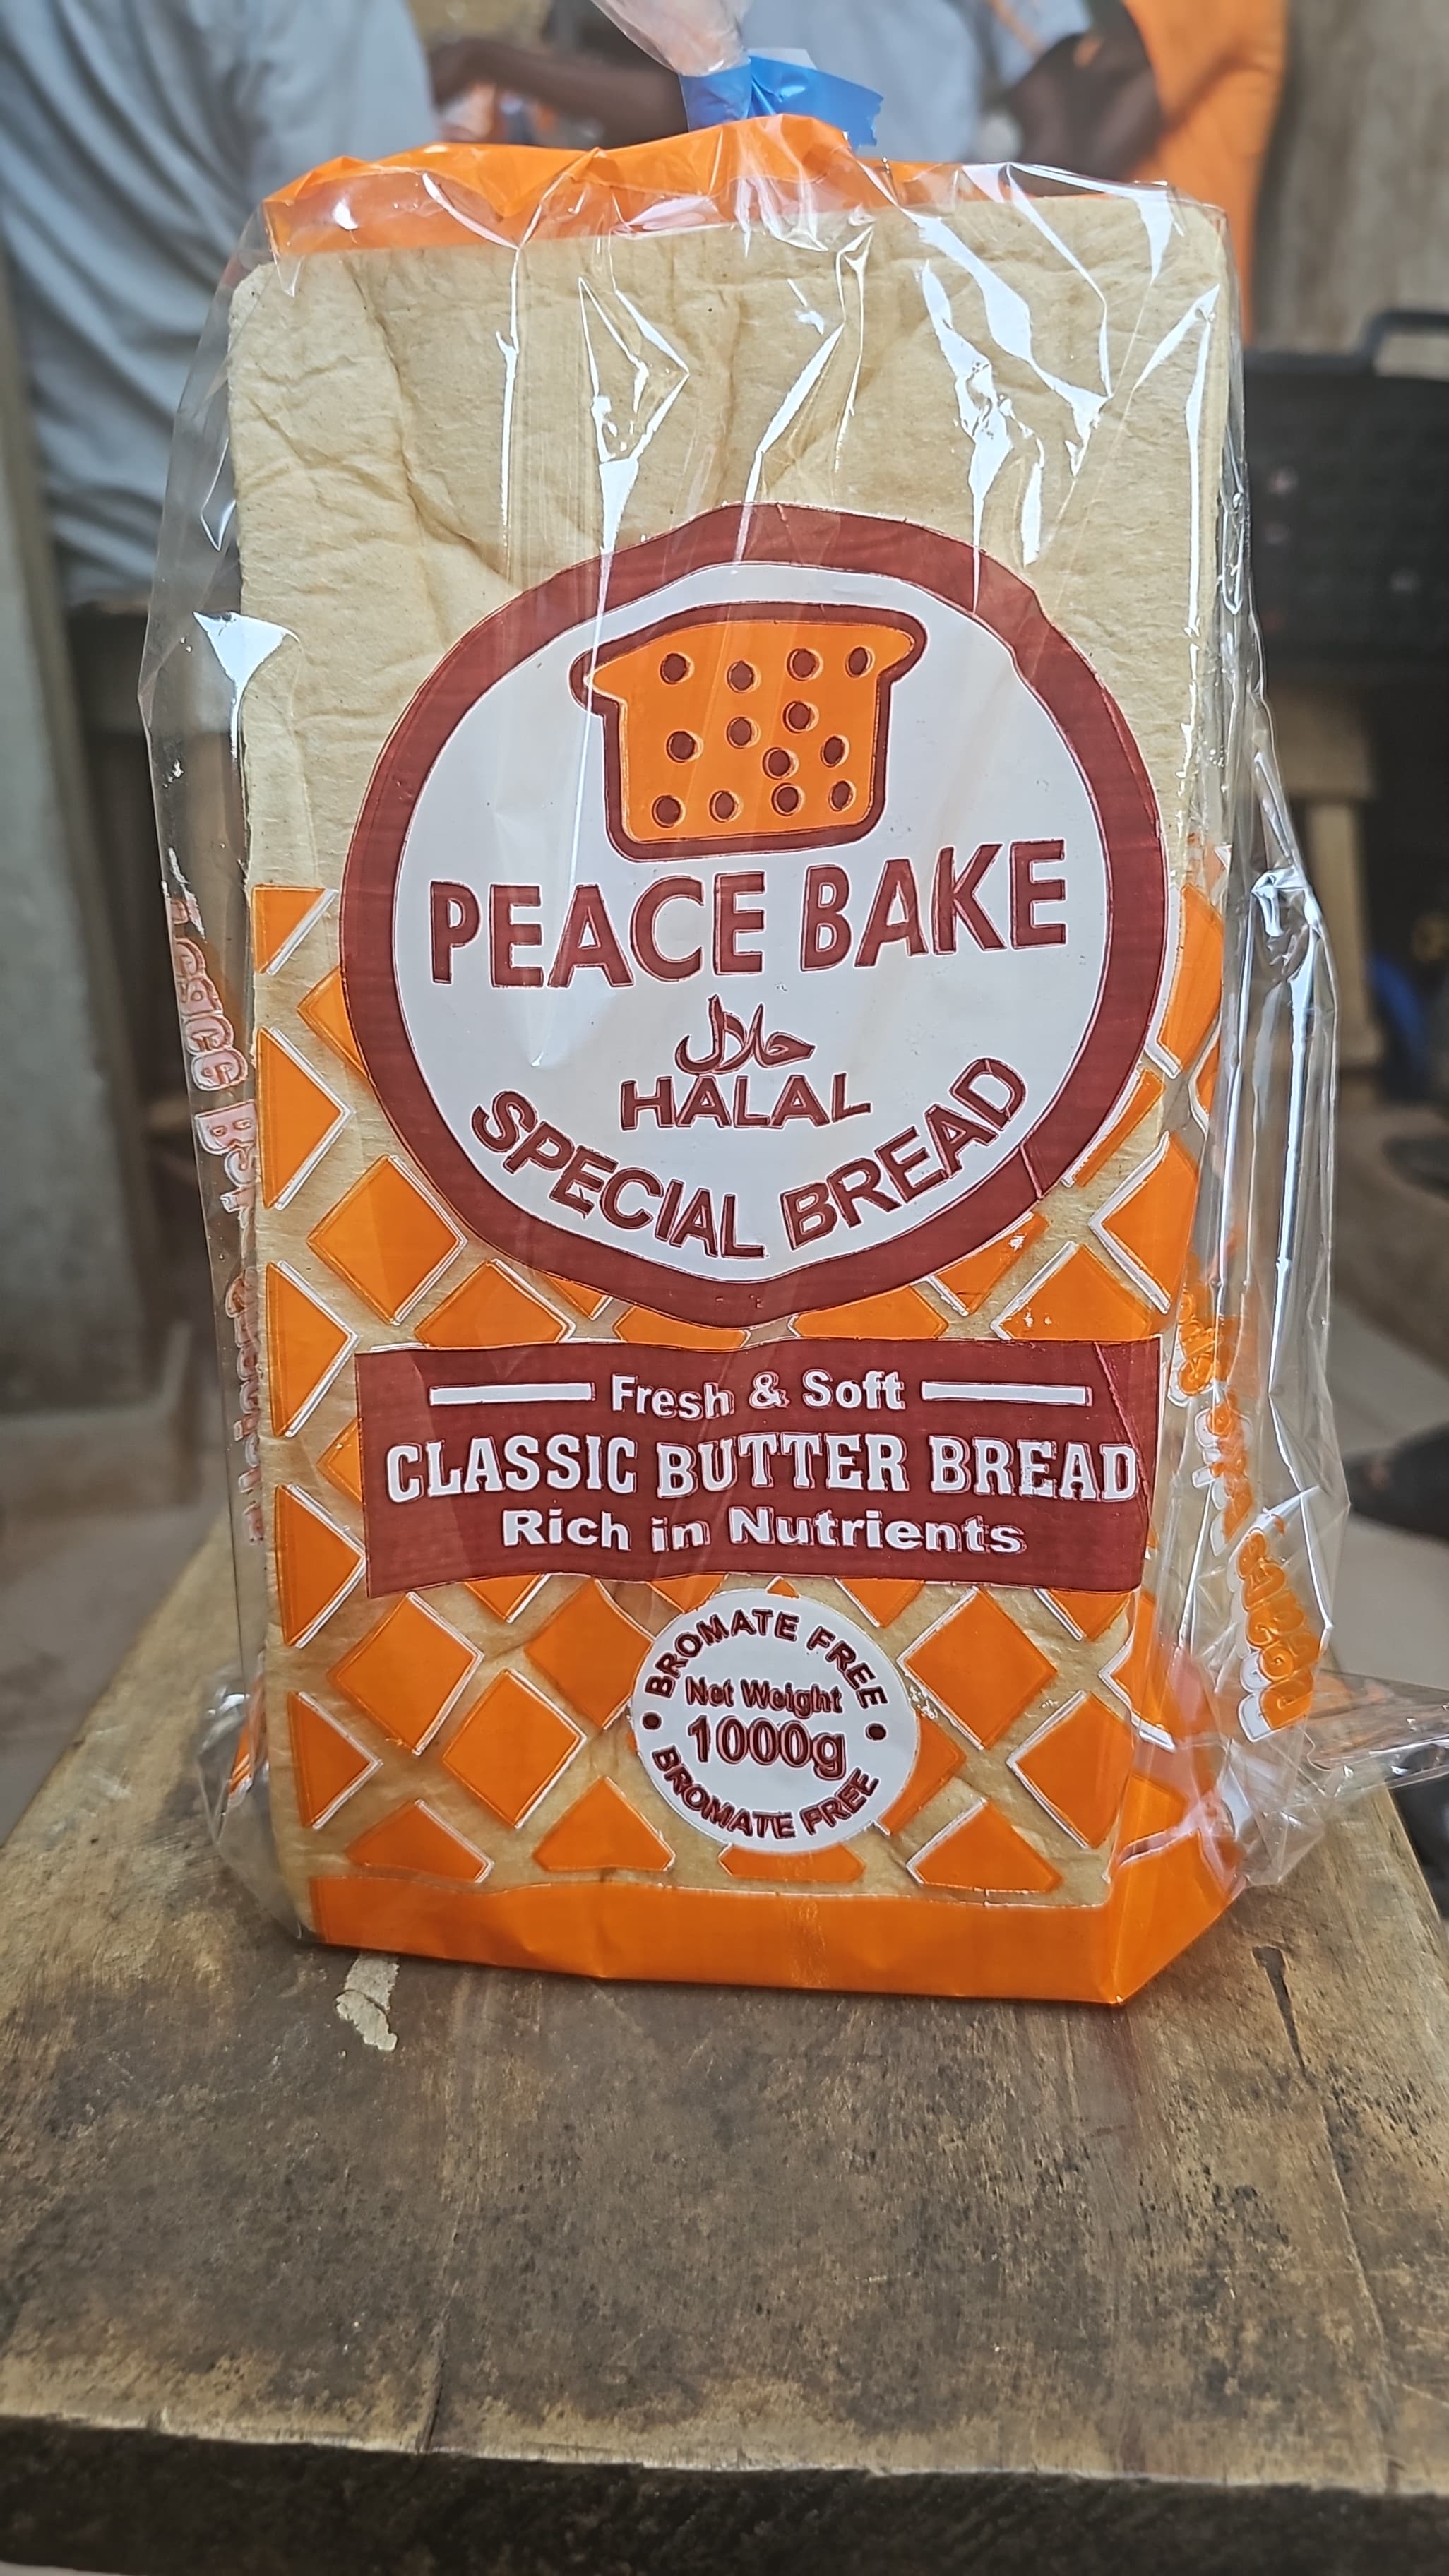 PEACE BAKE
حلال
HALAL
SPECIAL BREAD
Fresh & Soft
CLASSIC BUTTER BREAD
Rich in Nutrients
BROMATE FREE
Net Weight
1000g
BROMATE FREE